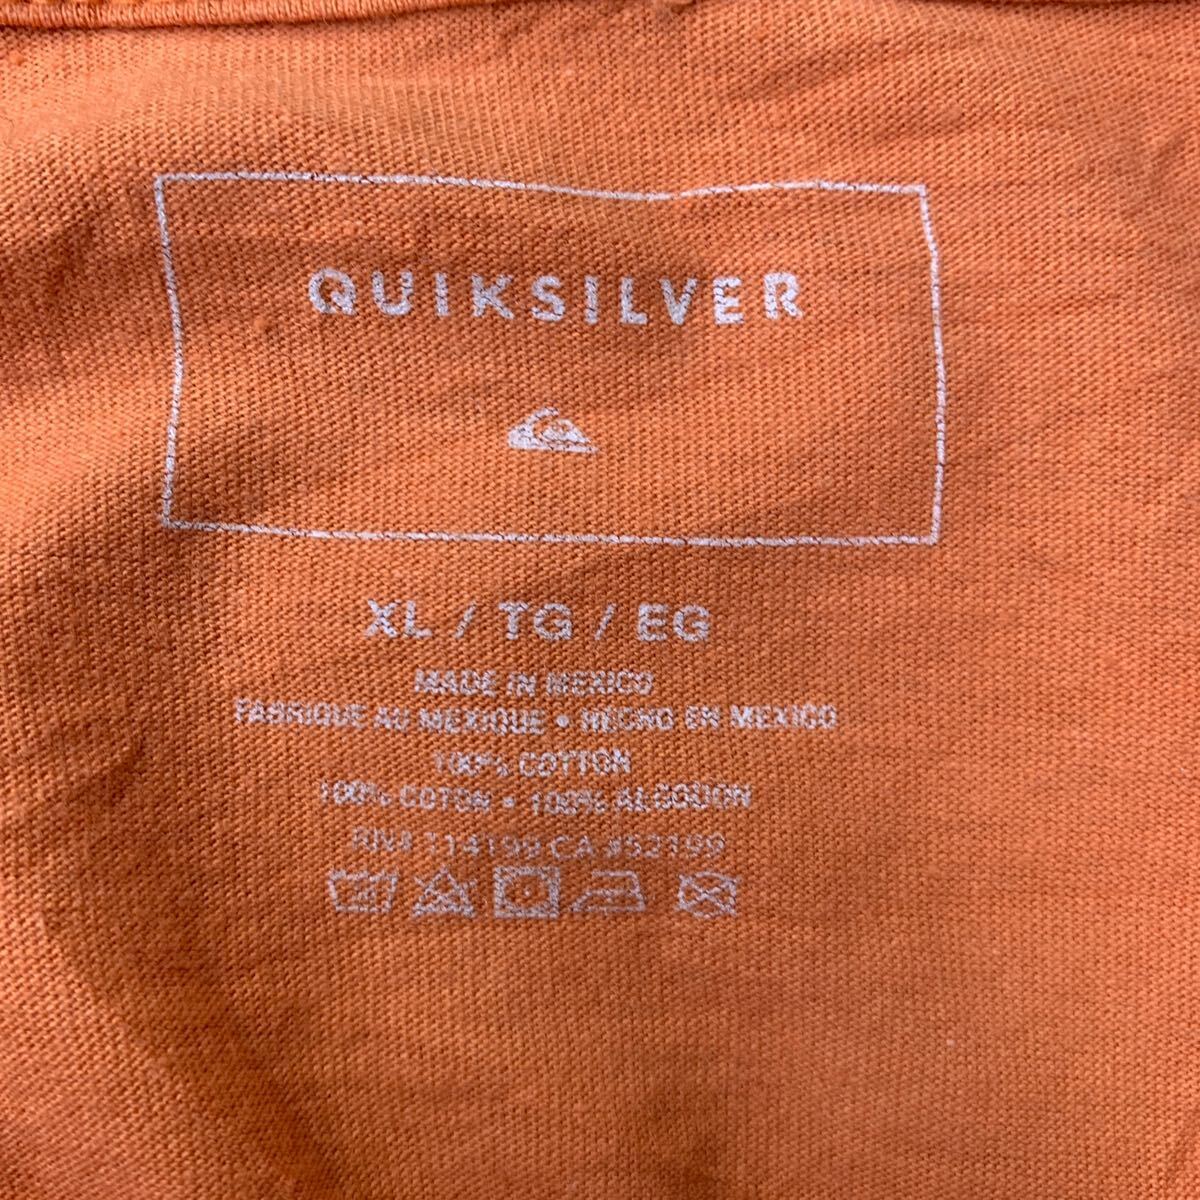 QUIKSILVER
XL / TG / EG
MADE IN MEXICO
FABRIQUE AU MEXIQUE • HECHO EN MEXICO
100% COTTON
100% COTON • 100% ALGODON
RN# 114199 CA #52199